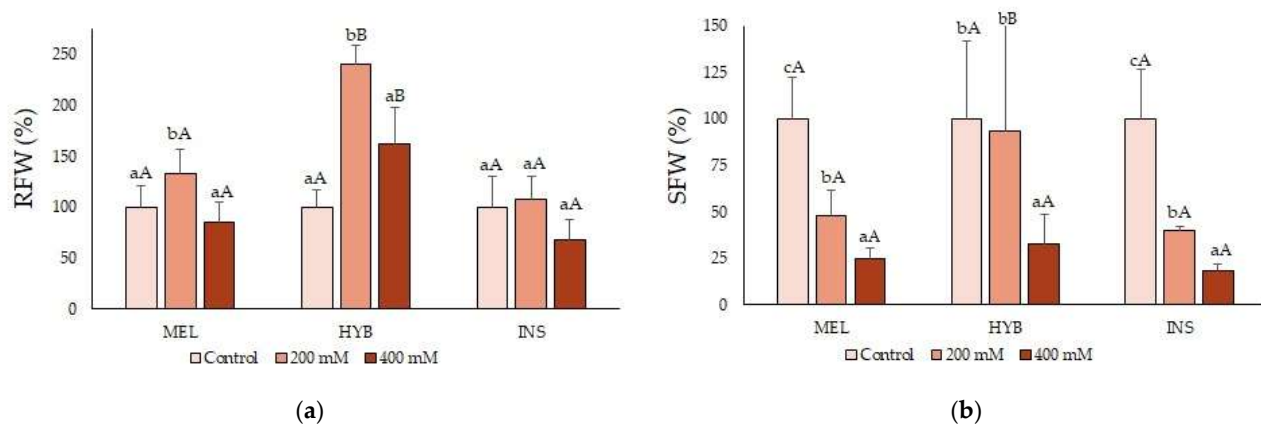 RFW (%)
250
200
150
100
50
0
aA bA aA
aA bB aB
aA aA aA
MEL HYB INS
Control 200 mM 400 mM
(a)
SFW (%)
150
125
100
75
50
25
0
cA bA aA
bA bB aA
cA bA aA
MEL HYB INS
Control 200 mM 400 mM
(b)